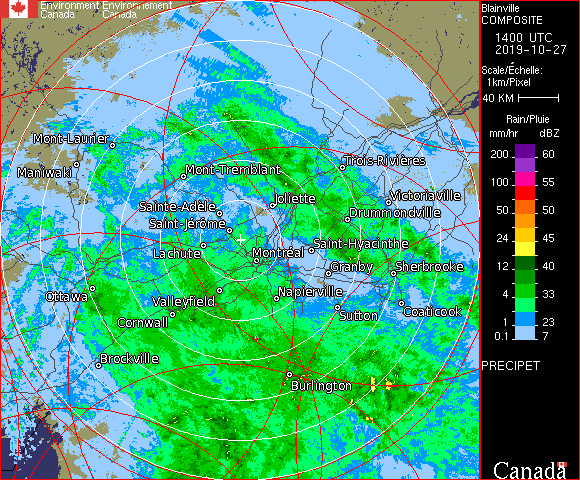 Environment Environnement
Canada Canada
Blainville
COMPOSITE
1400 UTC
2019-10-27
Scale/Échelle:
1km/Pixel
40 KM
Rain/Pluie
mm/hr dBZ
200 60
100 55
50 50
24 45
12 40
4 33
1 23
0.1 7
PRECIPET
Canada
Mont-Laurier
Maniwaki
Mont-Tremblant
Trois-Rivières
Sainte-Adèle
Joliette
Victoriaville
Saint-Jérôme
Drummondville
Lachute
Montréal
Saint-Hyacinthe
Granby
Sherbrooke
Ottawa
Valleyfield
Napierville
Cornwall
Sutton
Coaticook
Brockville
Burlington